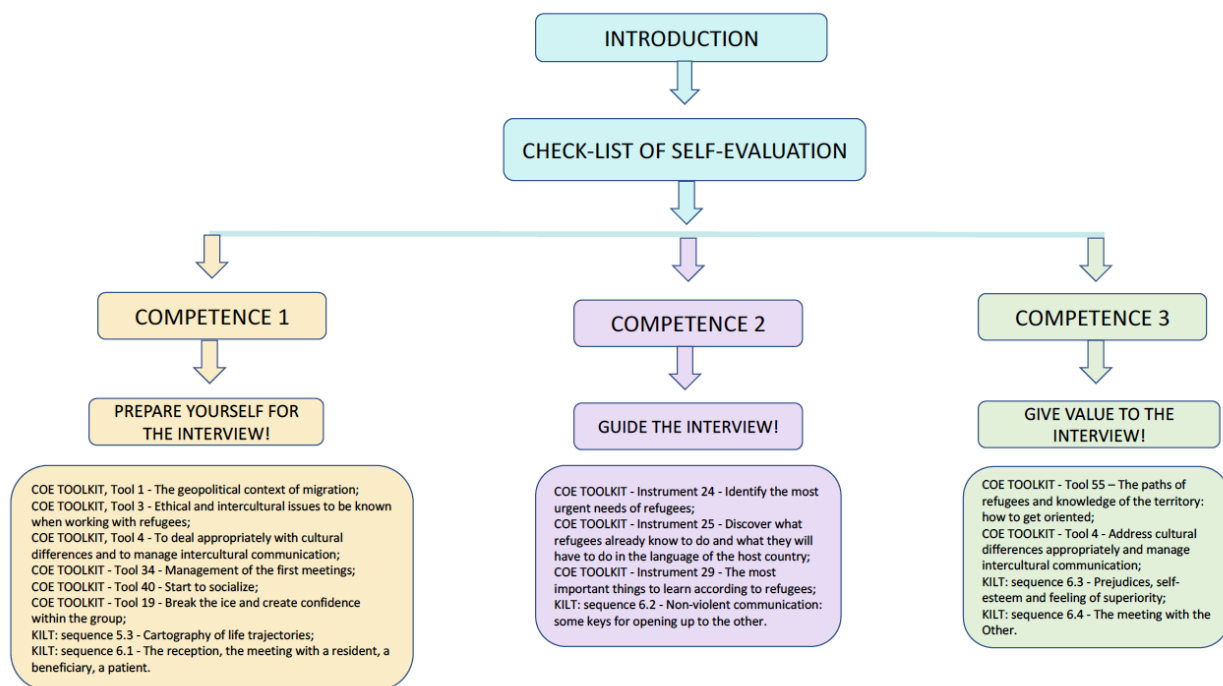 INTRODUCTION
CHECK-LIST OF SELF-EVALUATION
COMPETENCE 1
PREPARE YOURSELF FOR
THE INTERVIEW!
COE TOOLKIT, Tool 1 - The geopolitical context of migration;
COE TOOLKIT, Tool 3 - Ethical and intercultural issues to be known
when working with refugees;
COE TOOLKIT, Tool 4 - To deal appropriately with cultural
differences and to manage intercultural communication;
COE TOOLKIT - Tool 34 - Management of the first meetings;
COE TOOLKIT - Tool 40 - Start to socialize;
COE TOOLKIT - Tool 19 - Break the ice and create confidence
within the group;
KILT: sequence 5.3 - Cartography of life trajectories;
KILT: sequence 6.1 - The reception, the meeting with a resident, a
beneficiary, a patient.
COMPETENCE 2
GUIDE THE INTERVIEW!
COE TOOLKIT - Instrument 24 - Identify the most
urgent needs of refugees;
COE TOOLKIT - Instrument 25 - Discover what
refugees already know to do and what they will
have to do in the language of the host country;
COE TOOLKIT - Instrument 29 - The most
important things to learn according to refugees;
KILT: sequence 6.2 - Non-violent communication:
some keys for opening up to the other.
COMPETENCE 3
GIVE VALUE TO THE
INTERVIEW!
COE TOOLKIT - Tool 55 – The paths of
refugees and knowledge of the territory:
how to get oriented;
COE TOOLKIT - Tool 4 - Address cultural
differences appropriately and manage
intercultural communication;
KILT: sequence 6.3 - Prejudices, self-
esteem and feeling of superiority;
KILT: sequence 6.4 - The meeting with the
Other.